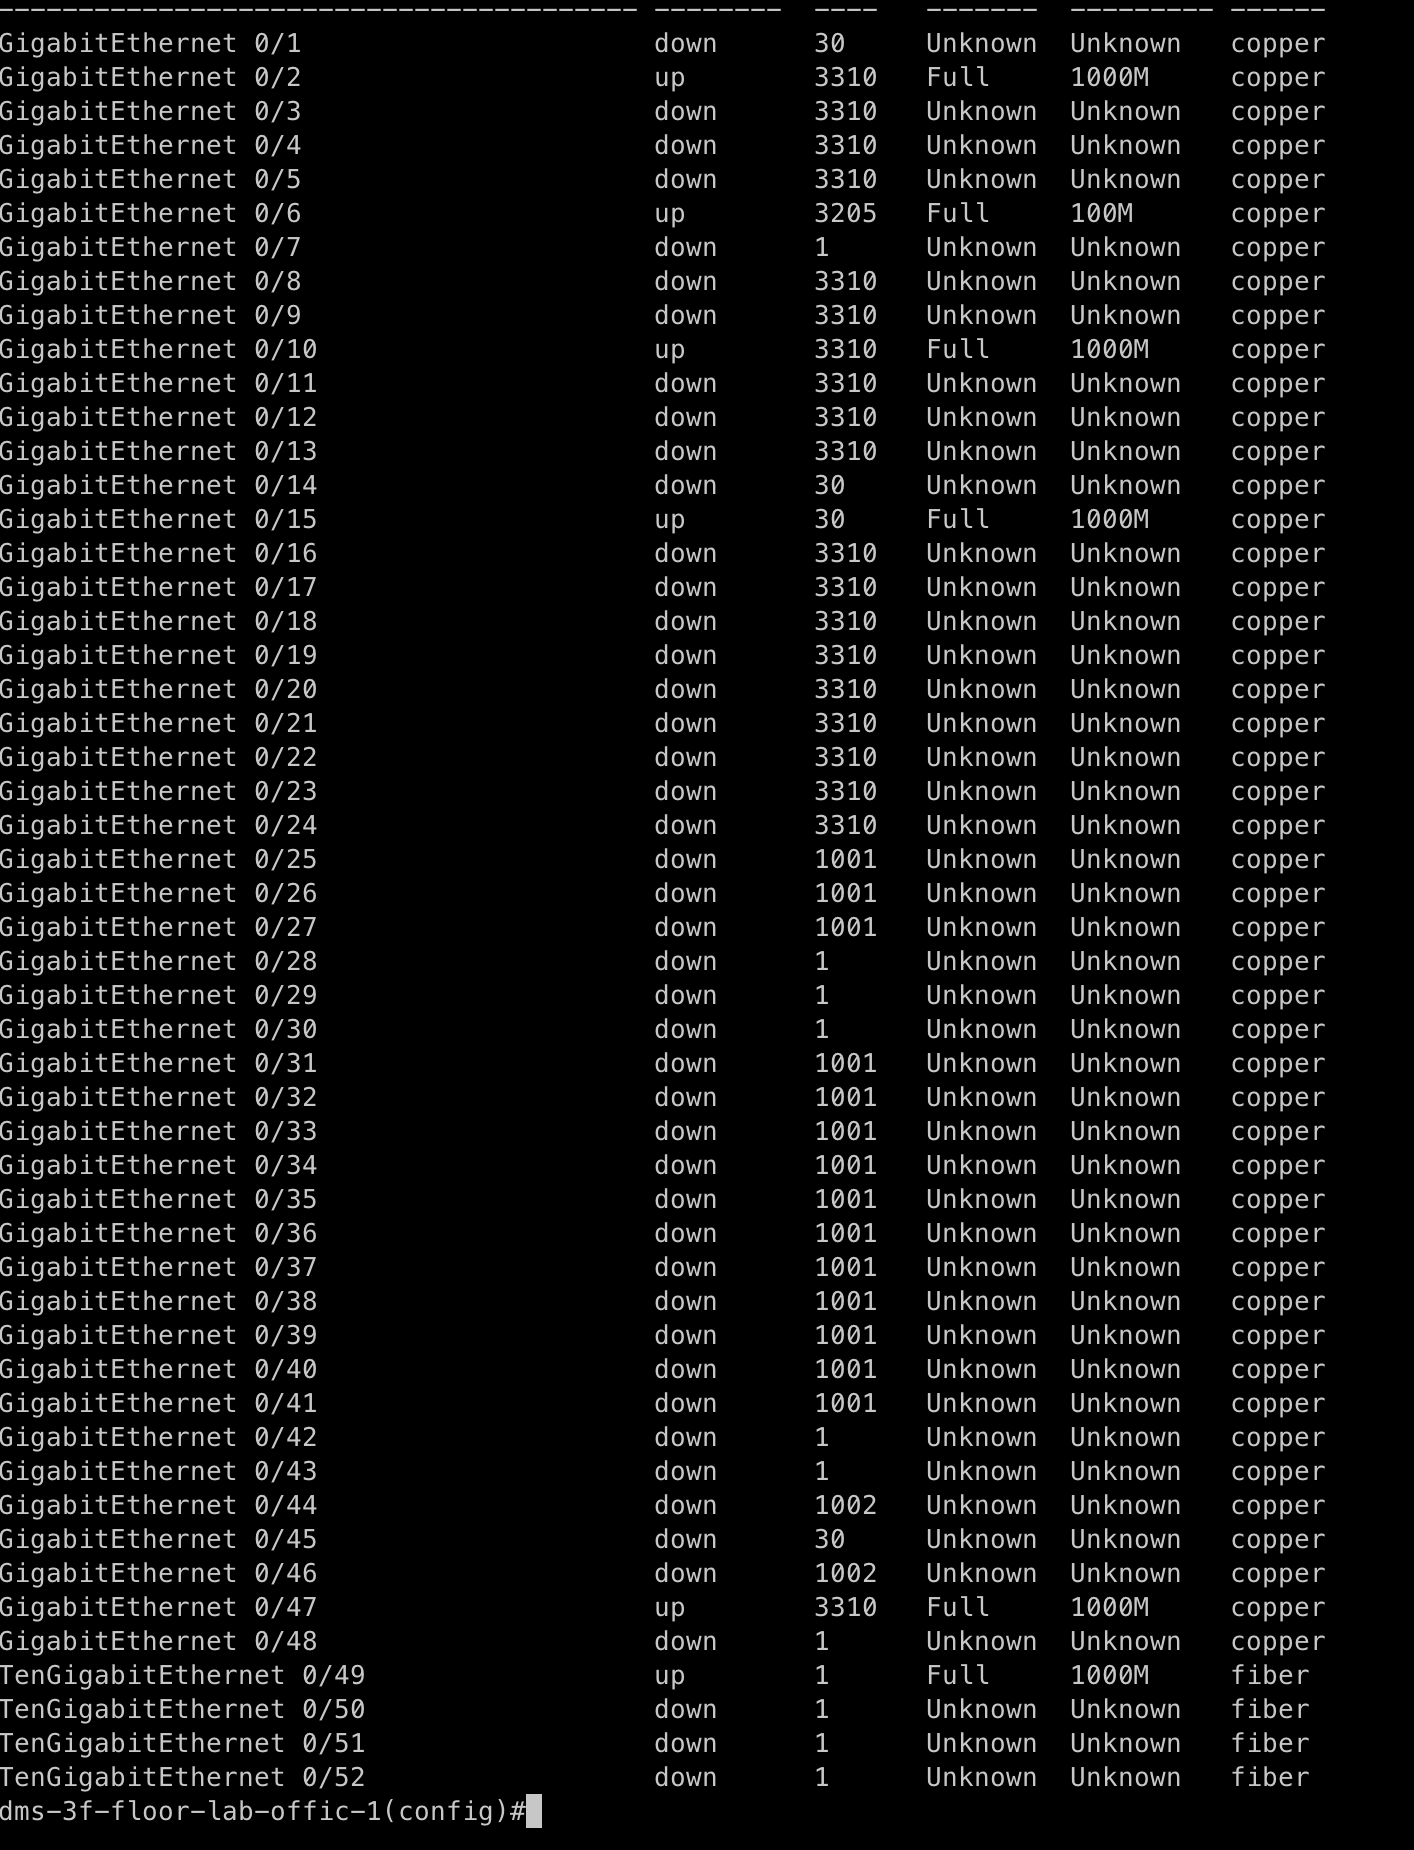 ---------------------------------------- --------  ----   -------  --------- ------
GigabitEthernet 0/1                      down      30     Unknown  Unknown   copper
GigabitEthernet 0/2                      up        3310   Full     1000M     copper
GigabitEthernet 0/3                      down      3310   Unknown  Unknown   copper
GigabitEthernet 0/4                      down      3310   Unknown  Unknown   copper
GigabitEthernet 0/5                      down      3310   Unknown  Unknown   copper
GigabitEthernet 0/6                      up        3205   Full     100M      copper
GigabitEthernet 0/7                      down      1      Unknown  Unknown   copper
GigabitEthernet 0/8                      down      3310   Unknown  Unknown   copper
GigabitEthernet 0/9                      down      3310   Unknown  Unknown   copper
GigabitEthernet 0/10                     up        3310   Full     1000M     copper
GigabitEthernet 0/11                     down      3310   Unknown  Unknown   copper
GigabitEthernet 0/12                     down      3310   Unknown  Unknown   copper
GigabitEthernet 0/13                     down      3310   Unknown  Unknown   copper
GigabitEthernet 0/14                     down      30     Unknown  Unknown   copper
GigabitEthernet 0/15                     up        30     Full     1000M     copper
GigabitEthernet 0/16                     down      3310   Unknown  Unknown   copper
GigabitEthernet 0/17                     down      3310   Unknown  Unknown   copper
GigabitEthernet 0/18                     down      3310   Unknown  Unknown   copper
GigabitEthernet 0/19                     down      3310   Unknown  Unknown   copper
GigabitEthernet 0/20                     down      3310   Unknown  Unknown   copper
GigabitEthernet 0/21                     down      3310   Unknown  Unknown   copper
GigabitEthernet 0/22                     down      3310   Unknown  Unknown   copper
GigabitEthernet 0/23                     down      3310   Unknown  Unknown   copper
GigabitEthernet 0/24                     down      3310   Unknown  Unknown   copper
GigabitEthernet 0/25                     down      1001   Unknown  Unknown   copper
GigabitEthernet 0/26                     down      1001   Unknown  Unknown   copper
GigabitEthernet 0/27                     down      1001   Unknown  Unknown   copper
GigabitEthernet 0/28                     down      1      Unknown  Unknown   copper
GigabitEthernet 0/29                     down      1      Unknown  Unknown   copper
GigabitEthernet 0/30                     down      1      Unknown  Unknown   copper
GigabitEthernet 0/31                     down      1001   Unknown  Unknown   copper
GigabitEthernet 0/32                     down      1001   Unknown  Unknown   copper
GigabitEthernet 0/33                     down      1001   Unknown  Unknown   copper
GigabitEthernet 0/34                     down      1001   Unknown  Unknown   copper
GigabitEthernet 0/35                     down      1001   Unknown  Unknown   copper
GigabitEthernet 0/36                     down      1001   Unknown  Unknown   copper
GigabitEthernet 0/37                     down      1001   Unknown  Unknown   copper
GigabitEthernet 0/38                     down      1001   Unknown  Unknown   copper
GigabitEthernet 0/39                     down      1001   Unknown  Unknown   copper
GigabitEthernet 0/40                     down      1001   Unknown  Unknown   copper
GigabitEthernet 0/41                     down      1001   Unknown  Unknown   copper
GigabitEthernet 0/42                     down      1      Unknown  Unknown   copper
GigabitEthernet 0/43                     down      1      Unknown  Unknown   copper
GigabitEthernet 0/44                     down      1002   Unknown  Unknown   copper
GigabitEthernet 0/45                     down      30     Unknown  Unknown   copper
GigabitEthernet 0/46                     down      1002   Unknown  Unknown   copper
GigabitEthernet 0/47                     up        3310   Full     1000M     copper
GigabitEthernet 0/48                     down      1      Unknown  Unknown   copper
TenGigabitEthernet 0/49                  up        1      Full     1000M     fiber
TenGigabitEthernet 0/50                  down      1      Unknown  Unknown   fiber
TenGigabitEthernet 0/51                  down      1      Unknown  Unknown   fiber
TenGigabitEthernet 0/52                  down      1      Unknown  Unknown   fiber
dms-3f-floor-lab-offic-1(config)#